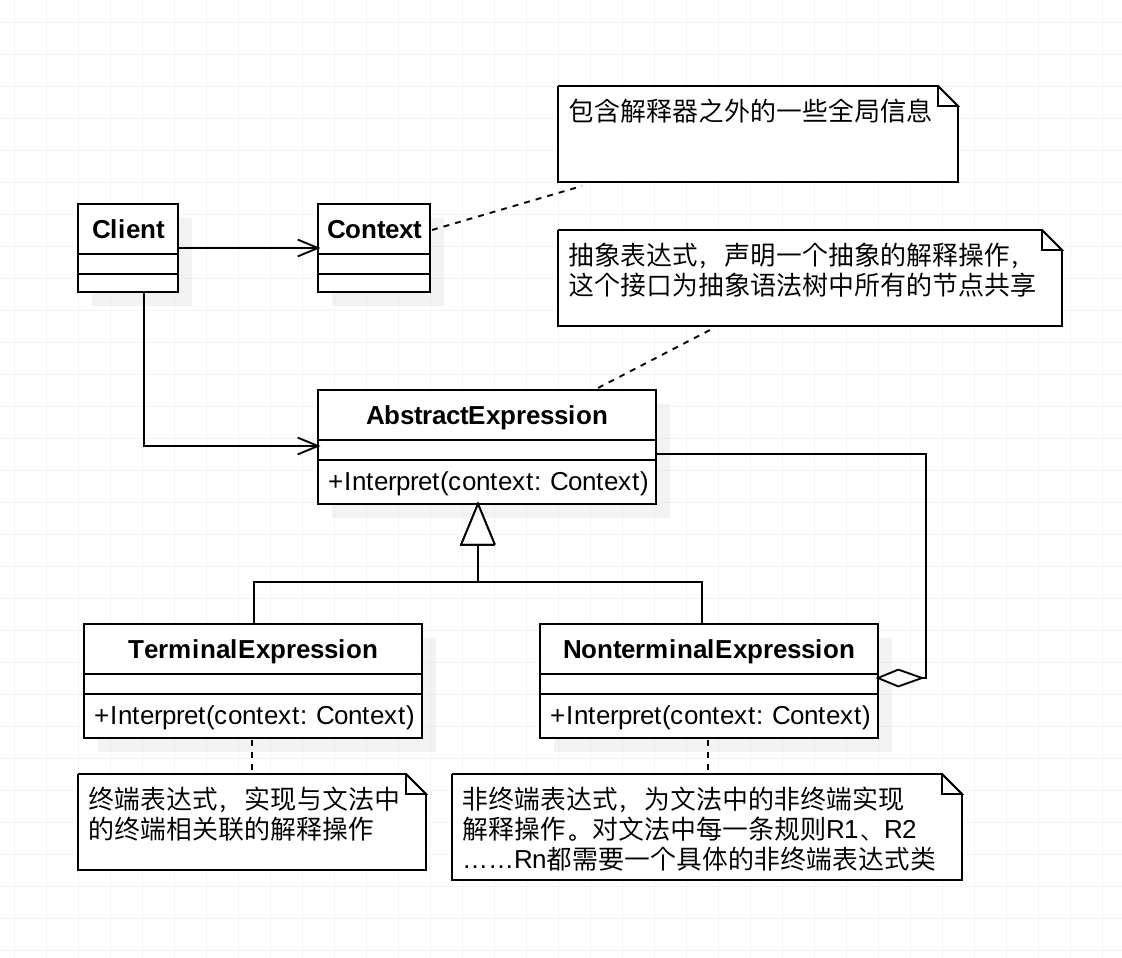 包含解释器之外的一些全局信息
Client
Context
抽象表达式，声明一个抽象的解释操作，
这个接口为抽象语法树中所有的节点共享
AbstractExpression
+Interpret(context: Context)
TerminalExpression
+Interpret(context: Context)
NonterminalExpression
+Interpret(context: Context)
终端表达式，实现与文法中
的终端相关联的解释操作
非终端表达式，为文法中的非终端实现
解释操作。对文法中每一条规则R1、R2
……Rn都需要一个具体的非终端表达式类